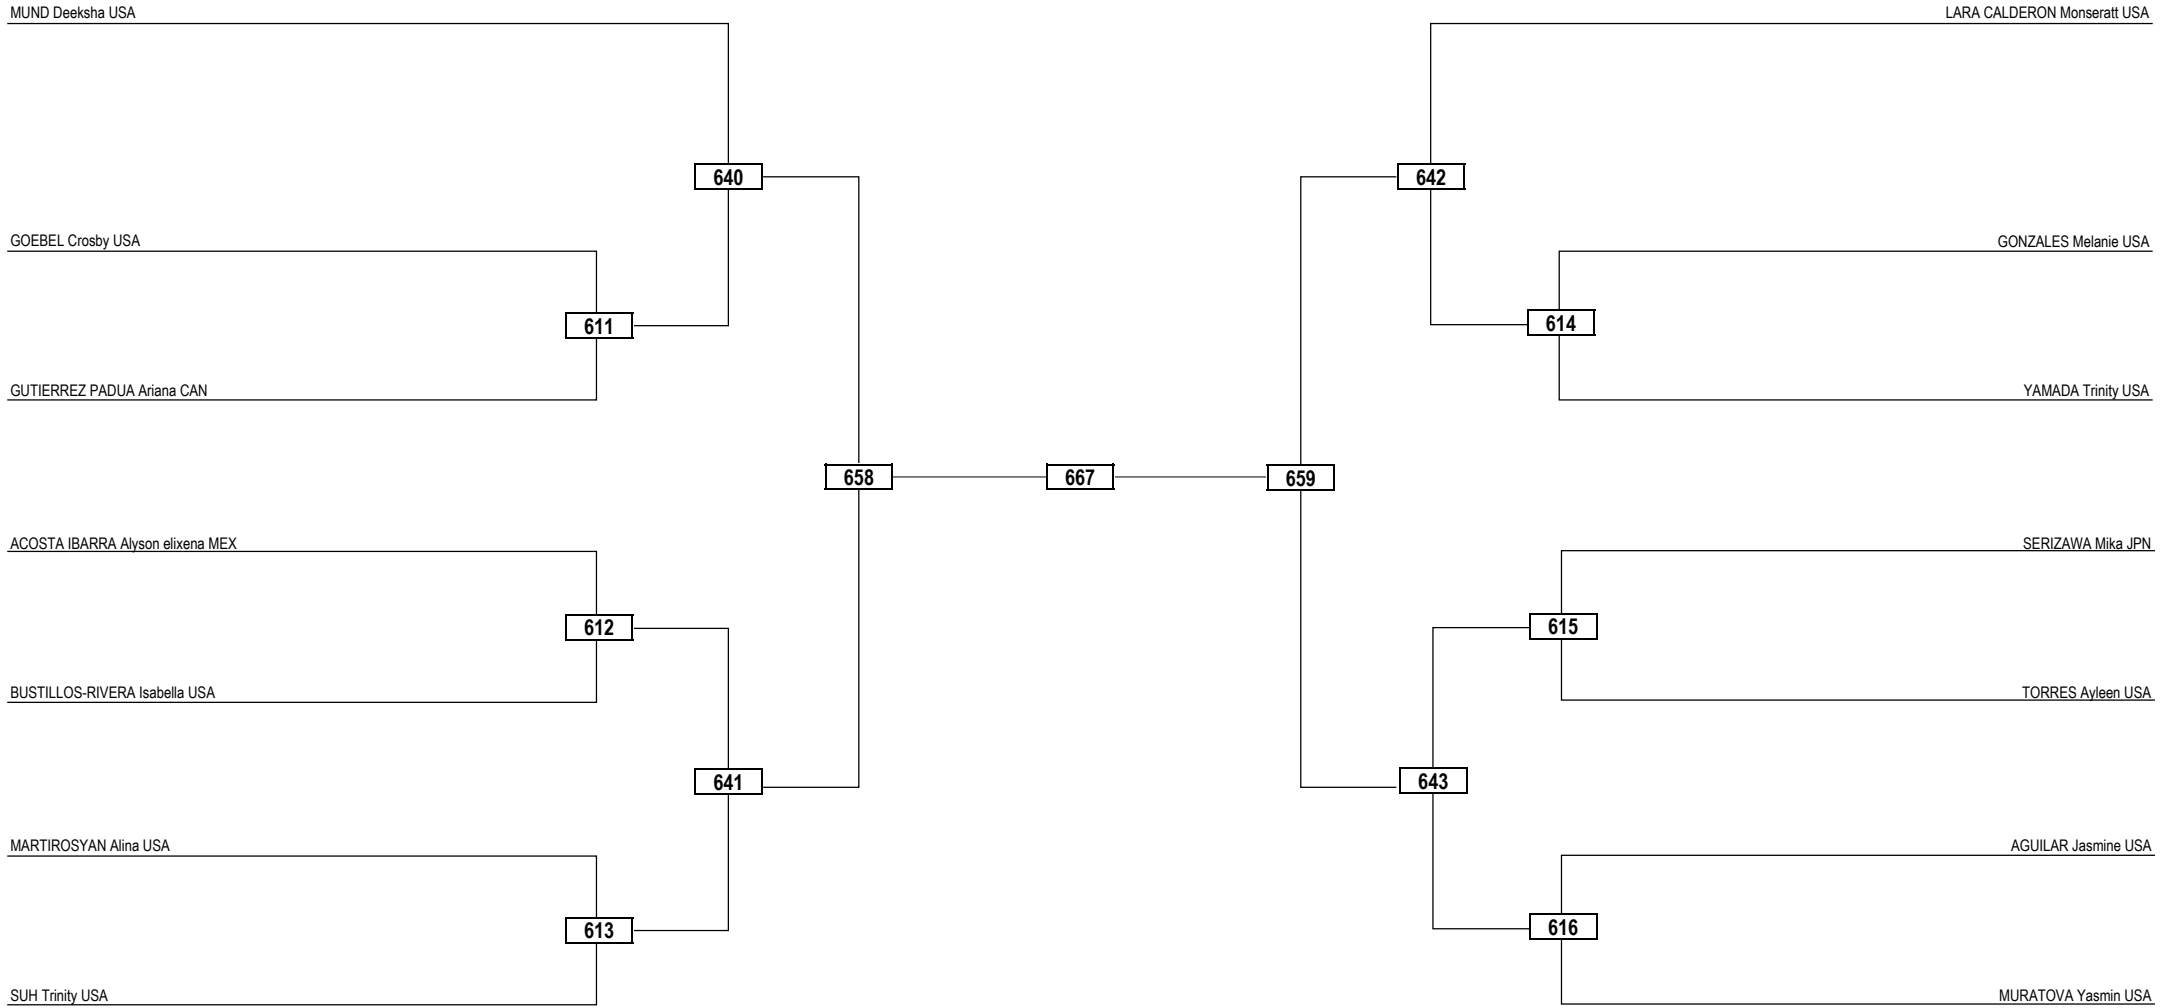 MUND Deeksha USA
LARA CALDERON Monseratt USA
640
642
GOEBEL Crosby USA
GONZALES Melanie USA
611
614
GUTIERREZ PADUA Ariana CAN
YAMADA Trinity USA
658
667
659
ACOSTA IBARRA Alyson elixena MEX
SERIZAWA Mika JPN
612
615
BUSTILLOS-RIVERA Isabella USA
TORRES Ayleen USA
641
643
MARTIROSYAN Alina USA
AGUILAR Jasmine USA
613
616
SUH Trinity USA
MURATOVA Yasmin USA